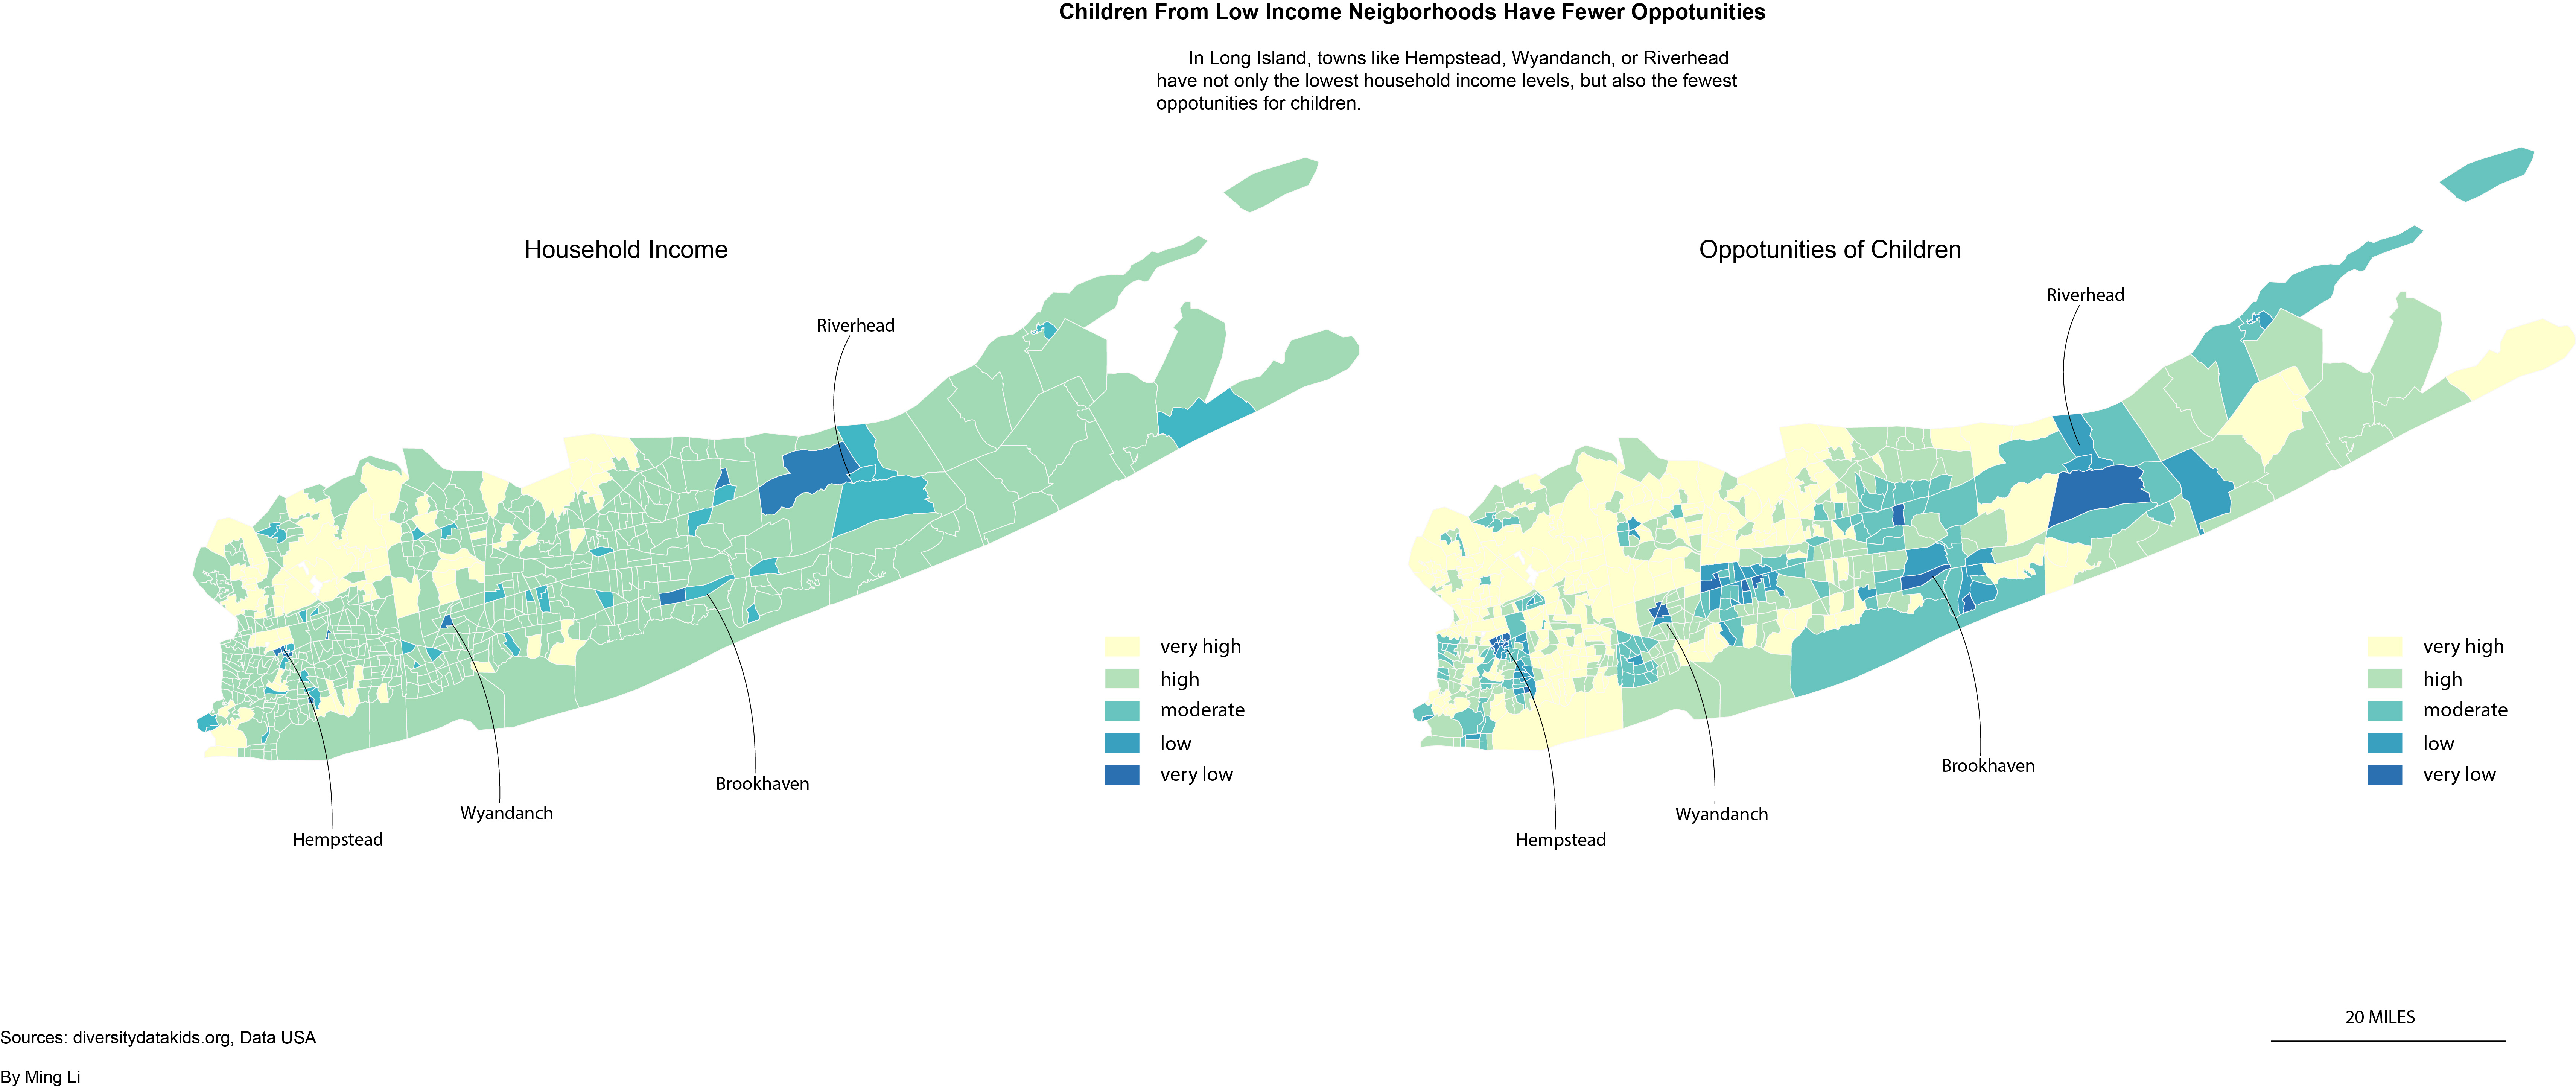 Children From Low Income Neigborhoods Have Fewer Oppotunities
In Long Island, towns like Hempstead, Wyandanch, or Riverhead
have not only the lowest household income levels, but also the fewest
oppotunities for children.
Household Income
Riverhead
Brookhaven
Wyandanch
Hempstead
very high
high
moderate
low
very low
Oppotunities of Children
Riverhead
Brookhaven
Wyandanch
Hempstead
very high
high
moderate
low
very low
20 MILES
Sources: diversitydatakids.org, Data USA
By Ming Li